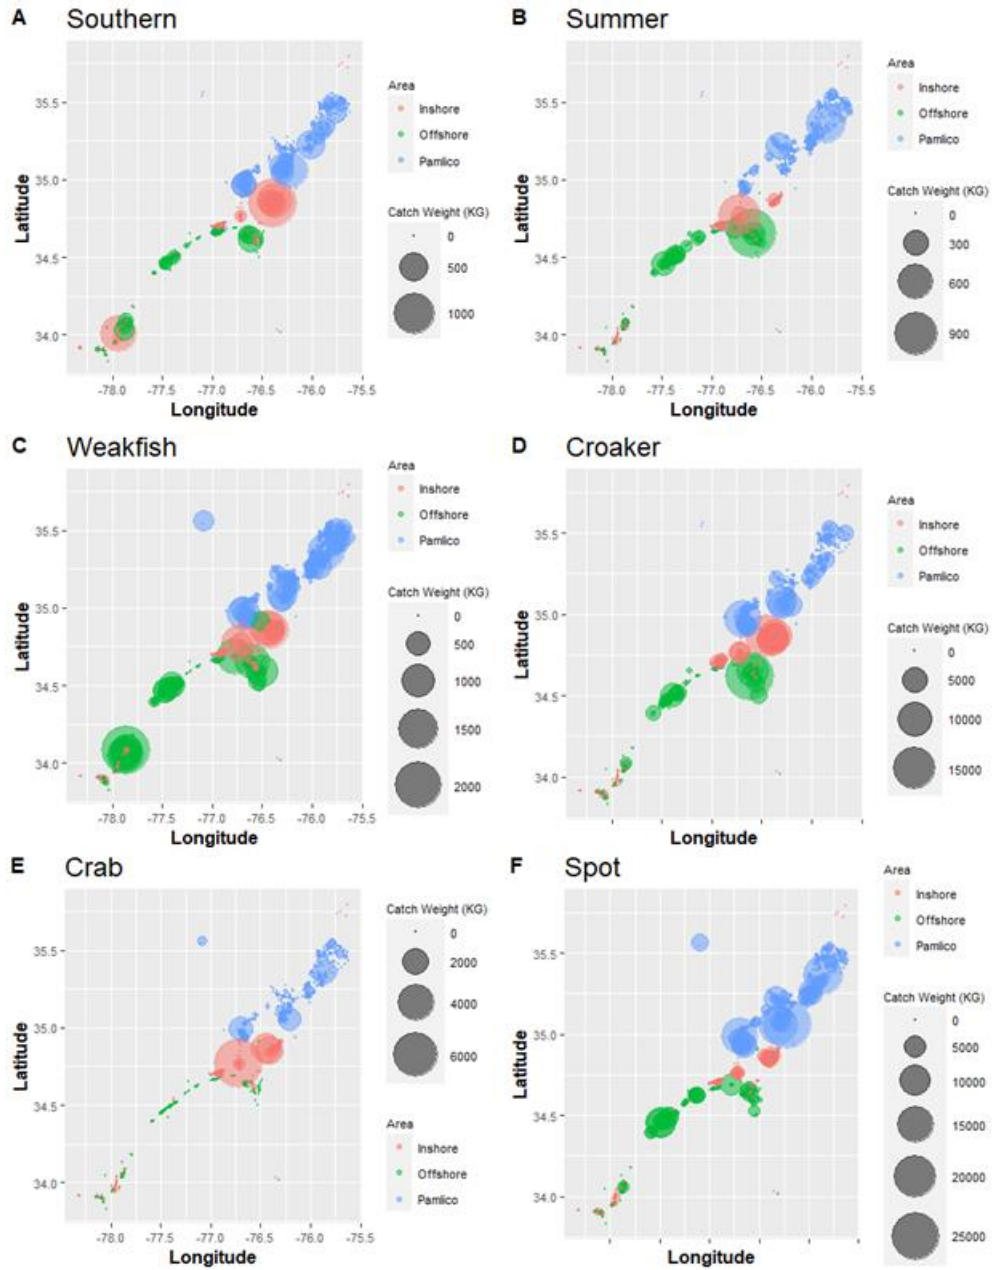 A Southern
Latitude
35.5
35.0
34.5
34.0
-78.0 -77.5 -77.0 -76.5 -76.0 -75.5
Longitude
Area
Inshore
Offshore
Pamlico
Catch Weight (KG)
0
500
1000
B Summer
Latitude
35.5
35.0
34.5
34.0
-78.0 -77.5 -77.0 -76.5 -76.0 -75.5
Longitude
Area
Inshore
Offshore
Pamlico
Catch Weight (KG)
0
300
600
900
C Weakfish
Latitude
35.5
35.0
34.5
34.0
-78.0 -77.5 -77.0 -76.5 -76.0 -75.5
Longitude
Area
Inshore
Offshore
Pamlico
Catch Weight (KG)
0
500
1000
1500
2000
D Croaker
Latitude
35.5
35.0
34.5
34.0
Longitude
Area
Inshore
Offshore
Pamlico
Catch Weight (KG)
0
5000
10000
15000
E Crab
Latitude
35.5
35.0
34.5
34.0
-78.0 -77.5 -77.0 -76.5 -76.0 -75.5
Longitude
Catch Weight (KG)
0
2000
4000
6000
Area
Inshore
Offshore
Pamlico
F Spot
Latitude
35.5
35.0
34.5
34.0
Longitude
Area
Inshore
Offshore
Pamlico
Catch Weight (KG)
0
5000
10000
15000
20000
25000